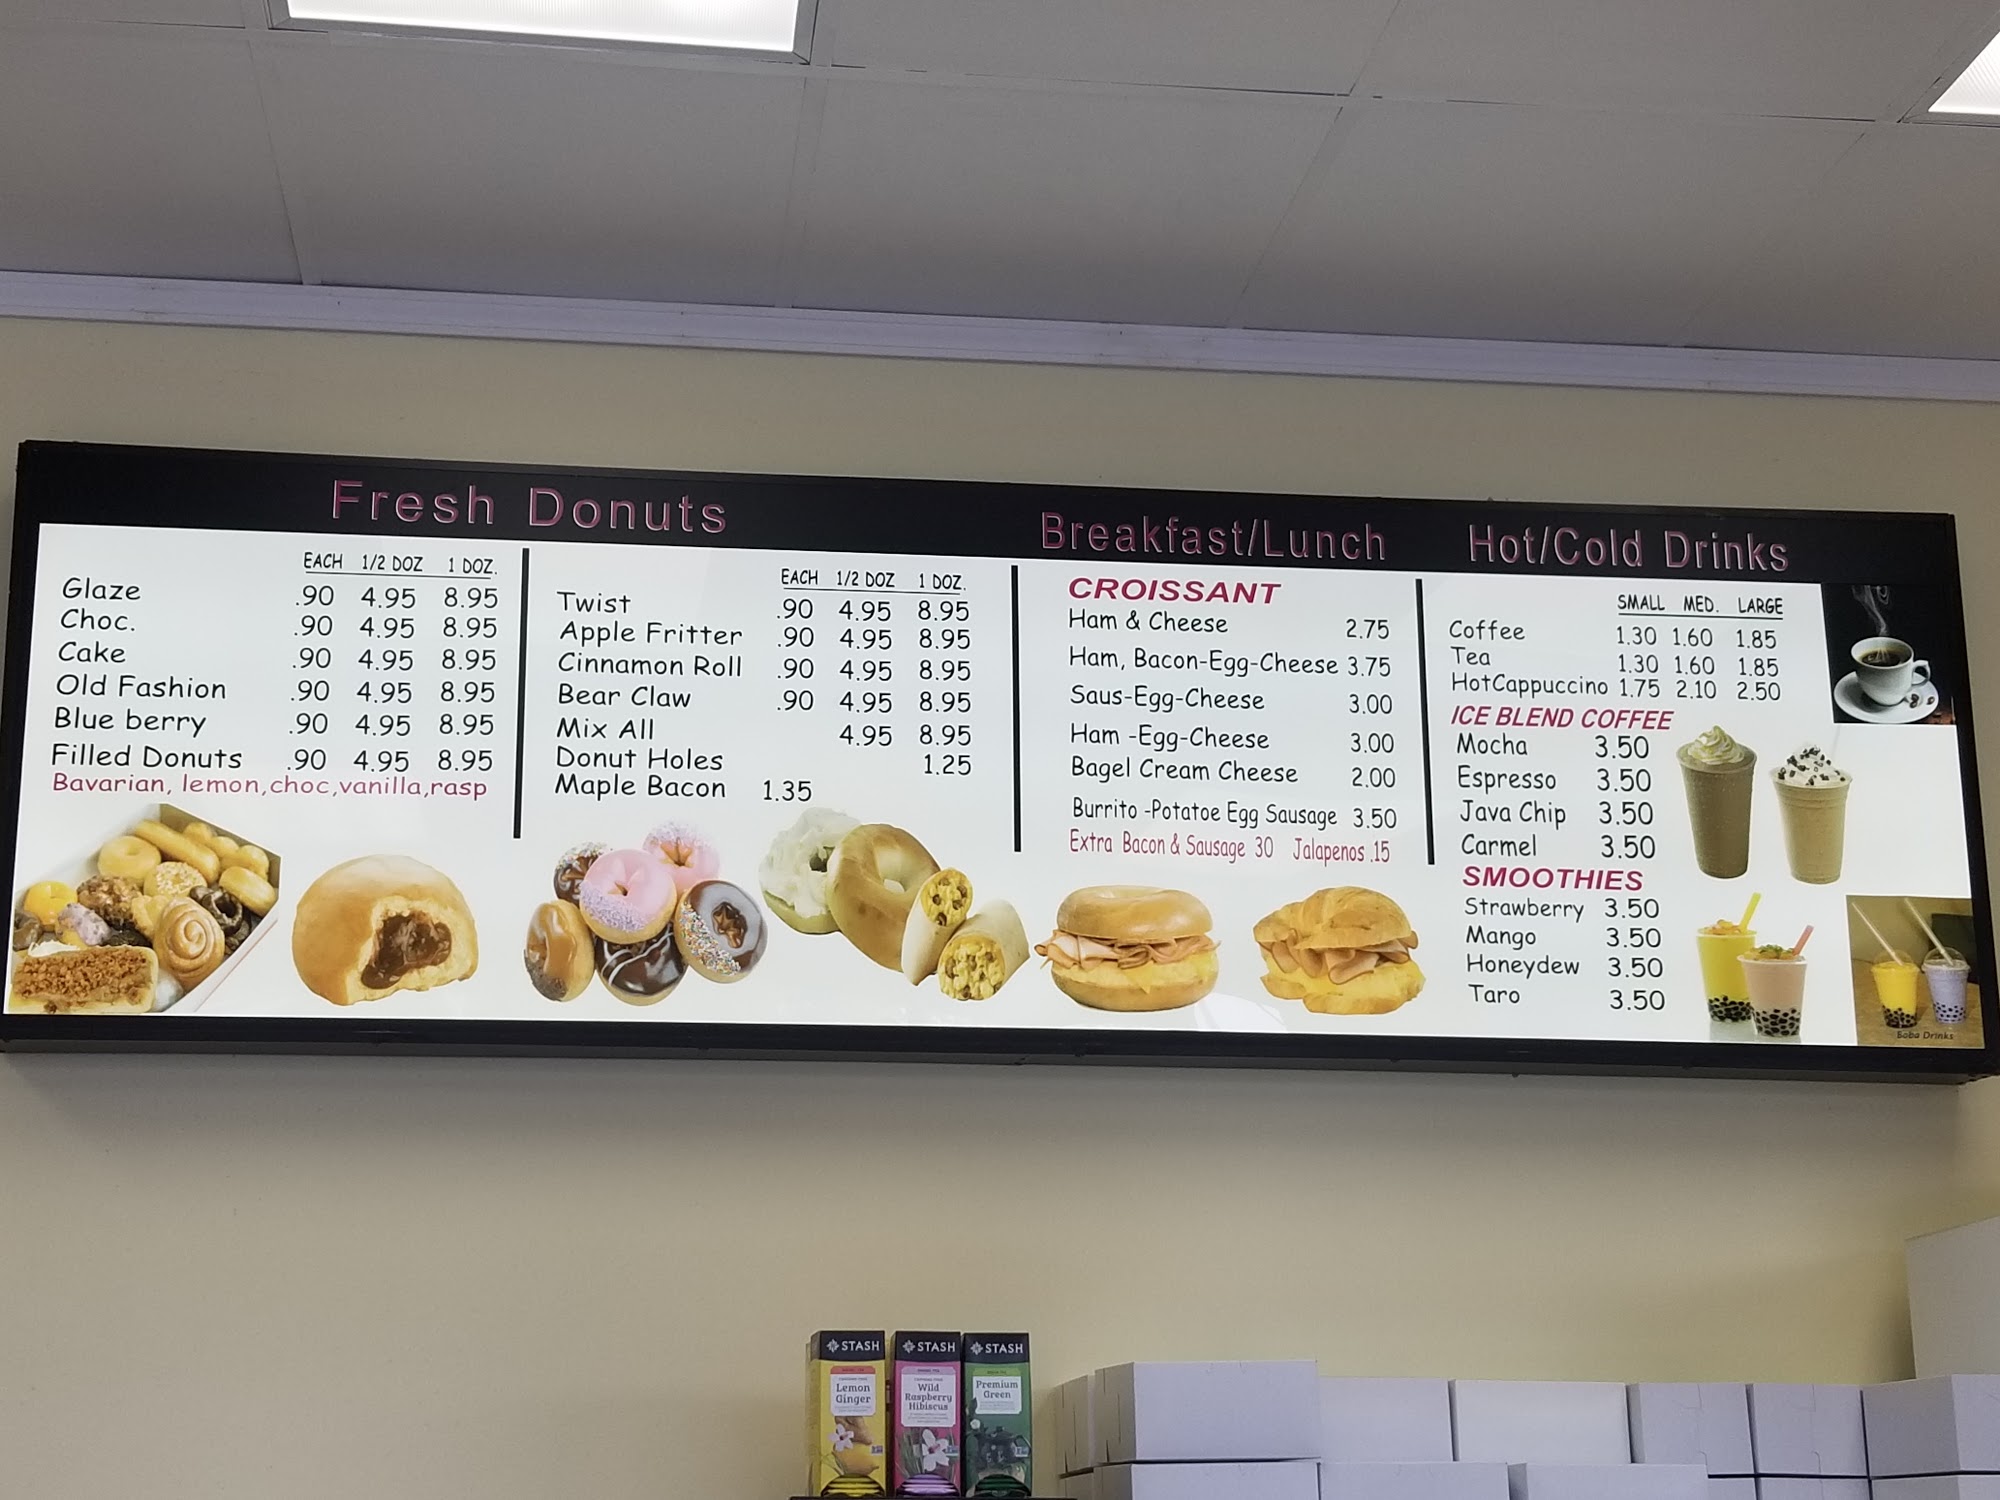 Fresh Donuts
EACH 1/2 DOZ 1 DOZ.
Glaze .90 4.95 8.95
Choc. .90 4.95 8.95
Cake .90 4.95 8.95
Old Fashion .90 4.95 8.95
Blue berry .90 4.95 8.95
Filled Donuts .90 4.95 8.95
Bavarian, lemon,choc,vanilla,rasp
EACH 1/2 DOZ 1 DOZ.
Twist .90 4.95 8.95
Apple Fritter .90 4.95 8.95
Cinnamon Roll .90 4.95 8.95
Bear Claw .90 4.95 8.95
Mix All 4.95 8.95
Donut Holes 1.25
Maple Bacon 1.35
Breakfast/Lunch
CROISSANT
Ham & Cheese 2.75
Ham, Bacon-Egg-Cheese 3.75
Saus-Egg-Cheese 3.00
Ham -Egg-Cheese 3.00
Bagel Cream Cheese 2.00
Burrito -Potatoe Egg Sausage 3.50
Extra Bacon & Sausage 30 Jalapenos .15
Hot/Cold Drinks
SMALL MED. LARGE
Coffee 1.30 1.60 1.85
Tea 1.30 1.60 1.85
HotCappuccino 1.75 2.10 2.50
ICE BLEND COFFEE
Mocha 3.50
Espresso 3.50
Java Chip 3.50
Carmel 3.50
SMOOTHIES
Strawberry 3.50
Mango 3.50
Honeydew 3.50
Taro 3.50
Boba Drinks
STASH
Lemon
Ginger
STASH
Wild
Raspberry
Hibiscus
STASH
Premium
Green